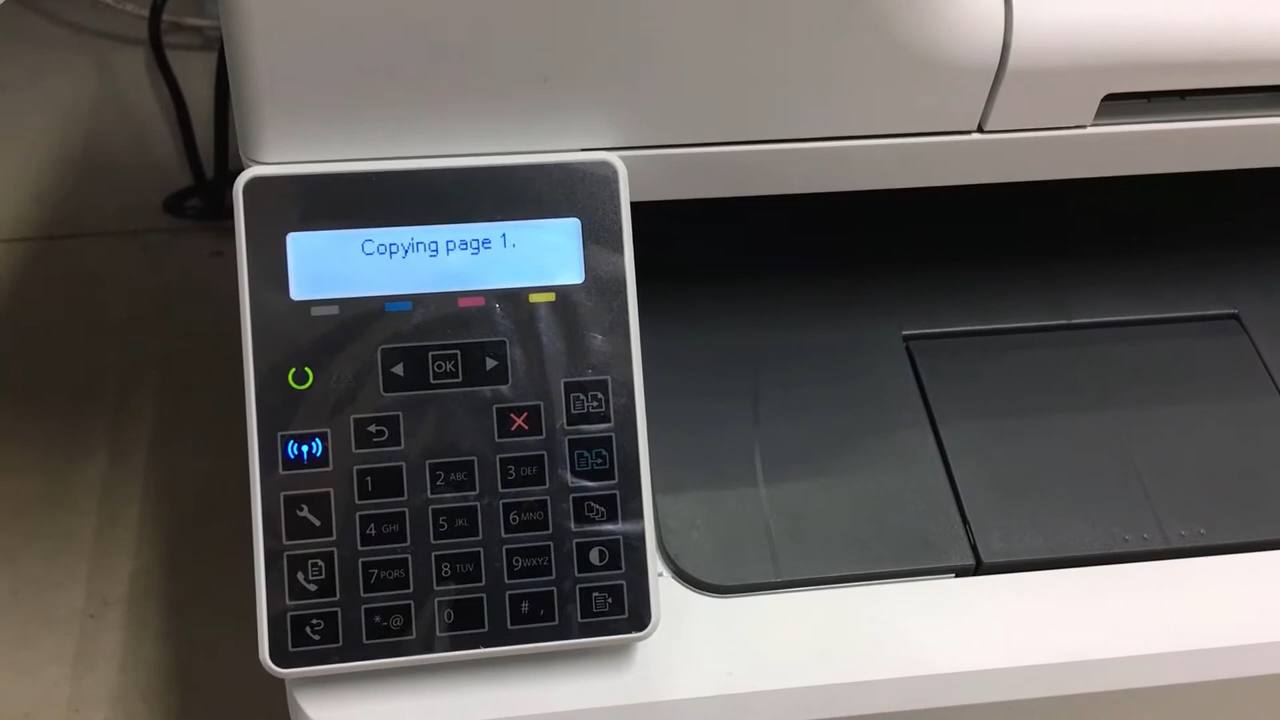 Copying page 1.
OK
1
2 ABC
3 DEF
4 GHI
5 JKL
6 MNO
7 PQRS
8 TUV
9 WXYZ
*-@
0
# ,